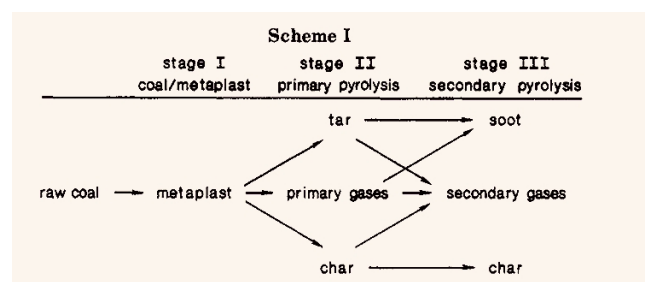 Scheme I
stage I stage II stage III
coal/metaplast primary pyrolysis secondary pyrolysis
tar soot
raw coal metaplast primary gases secondary gases
char char